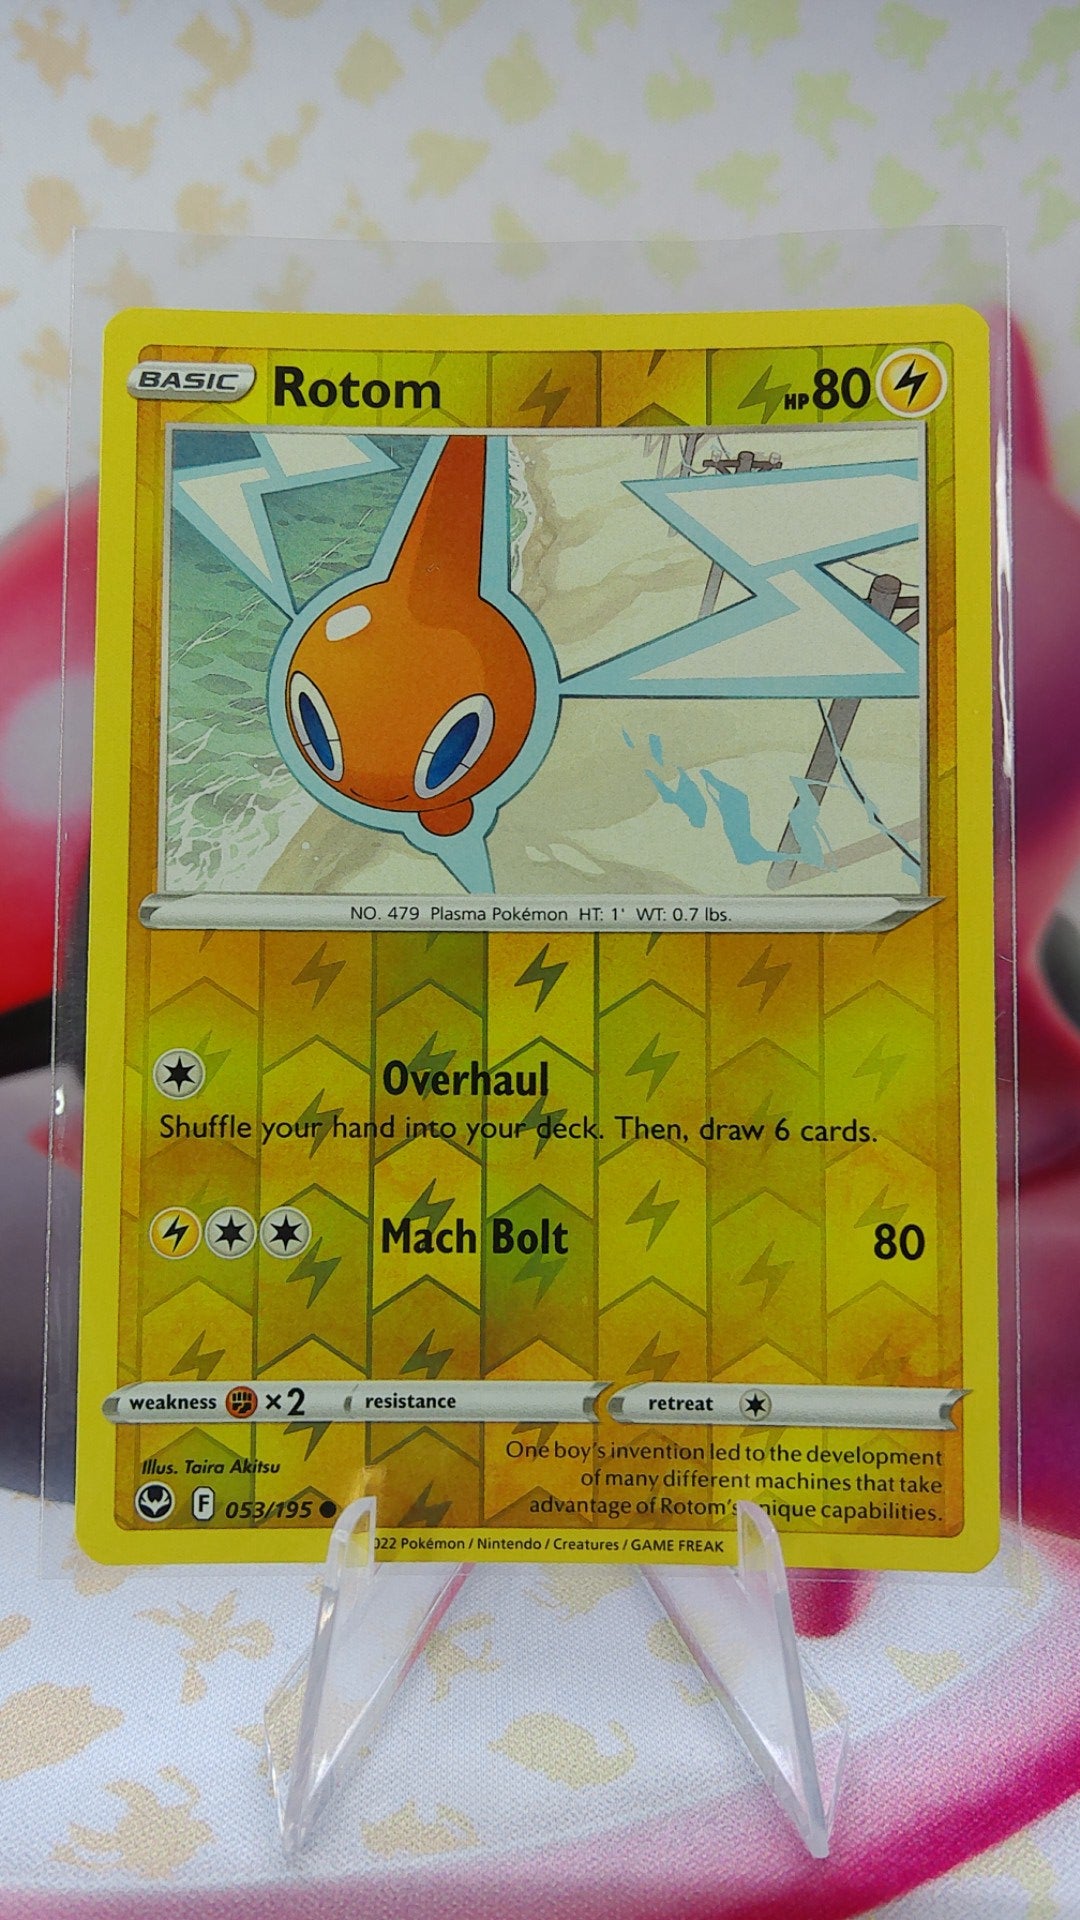 BASIC Rotom HP 80
NO. 479 Plasma Pokémon HT: 1' WT: 0.7 lbs.
Overhaul
Shuffle your hand into your deck. Then, draw 6 cards.
Mach Bolt 80
weakness ×2 resistance retreat
One boy's invention led to the development
of many different machines that take
advantage of Rotom's unique capabilities.
Illus. Taira Akitsu
F 053/195
022 Pokémon / Nintendo / Creatures / GAME FREAK